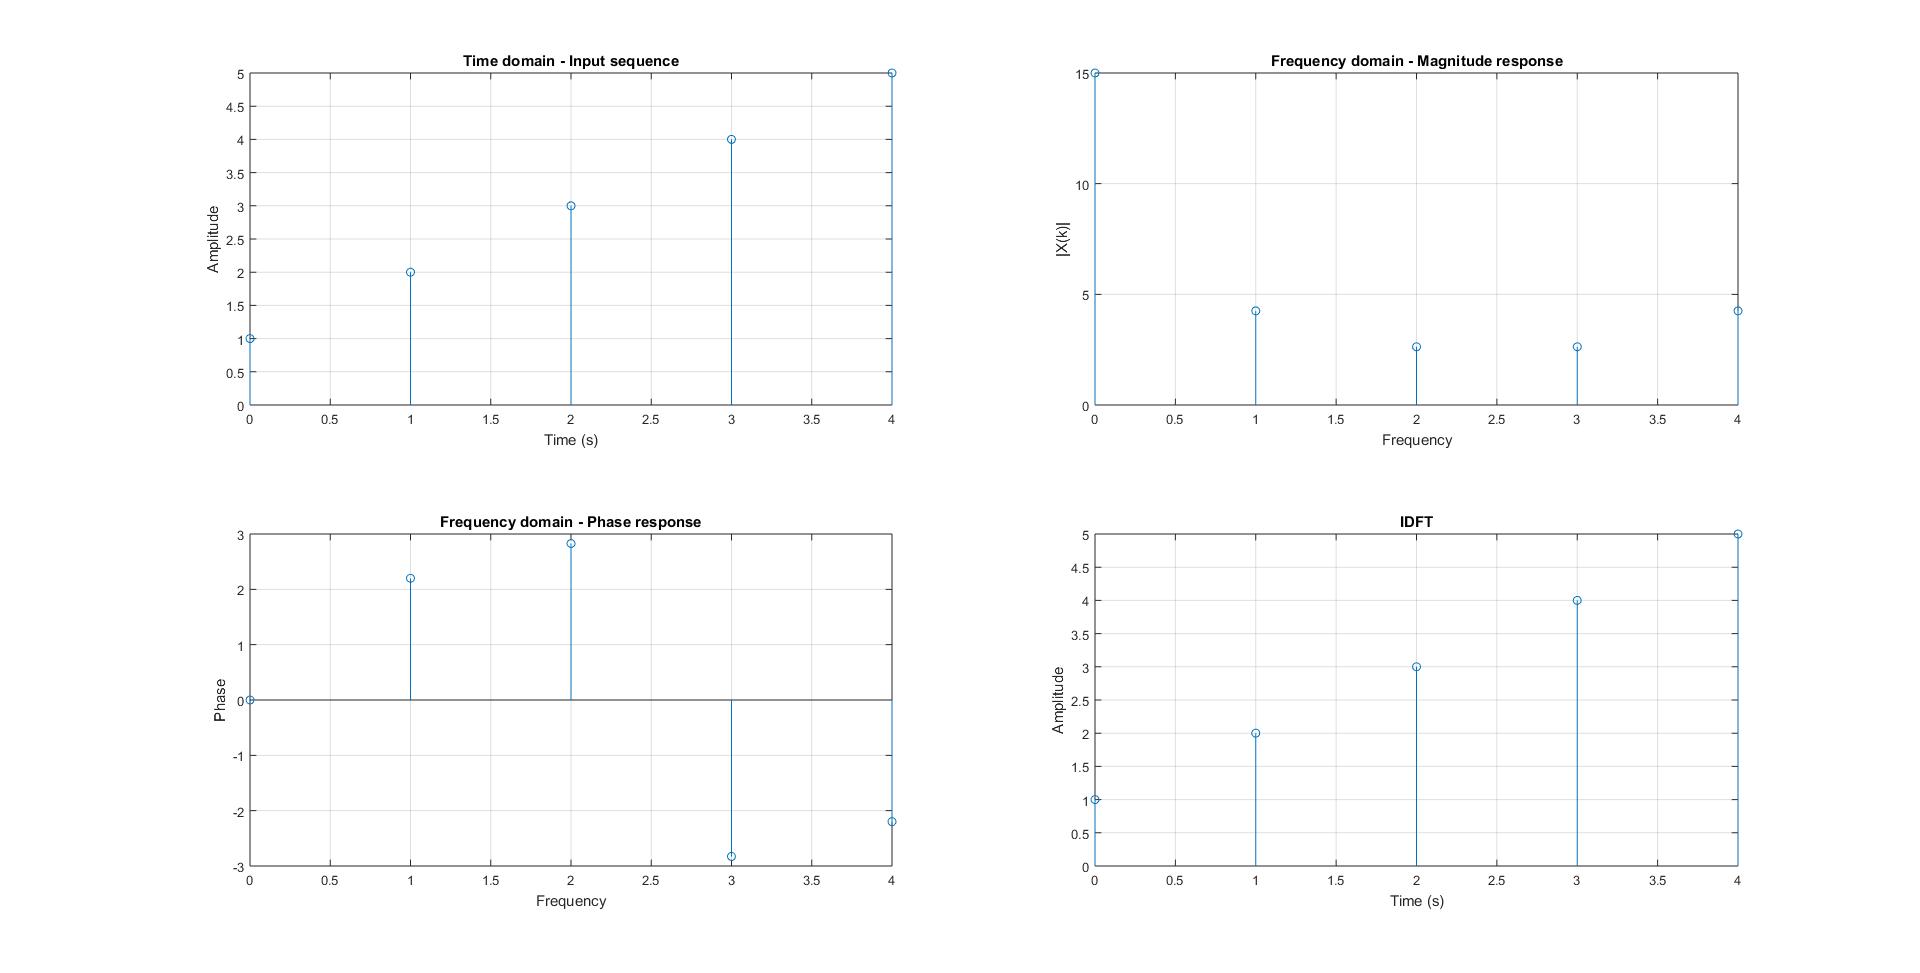 Time domain - Input sequence
5
4.5
4
3.5
3
2.5
2
1.5
1
0.5
0
Amplitude
0 0.5 1 1.5 2 2.5 3 3.5 4
Time (s)
Frequency domain - Magnitude response
15
10
5
0
|X(k)|
0 0.5 1 1.5 2 2.5 3 3.5 4
Frequency
Frequency domain - Phase response
3
2
1
0
-1
-2
-3
Phase
0 0.5 1 1.5 2 2.5 3 3.5 4
Frequency
IDFT
5
4.5
4
3.5
3
2.5
2
1.5
1
0.5
0
Amplitude
0 0.5 1 1.5 2 2.5 3 3.5 4
Time (s)